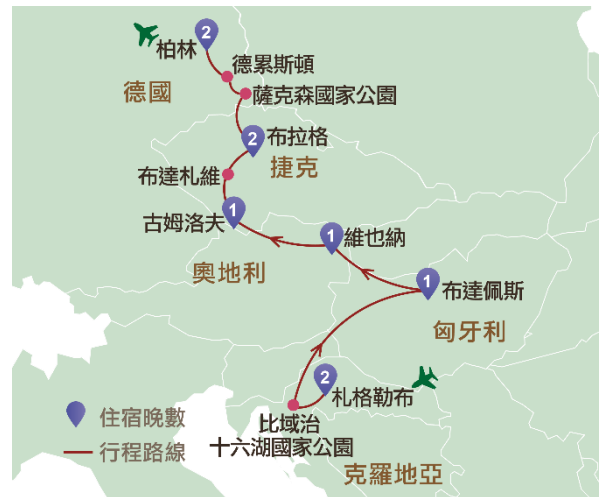 2
柏林
德累斯頓
德國
薩克森國家公園
2
布拉格
捷克
布達札維
古姆洛夫
1
1
維也納
奧地利
1
布達佩斯
匈牙利
2
札格勒布
比域治
十六湖國家公園
克羅地亞
住宿晚數
行程路線